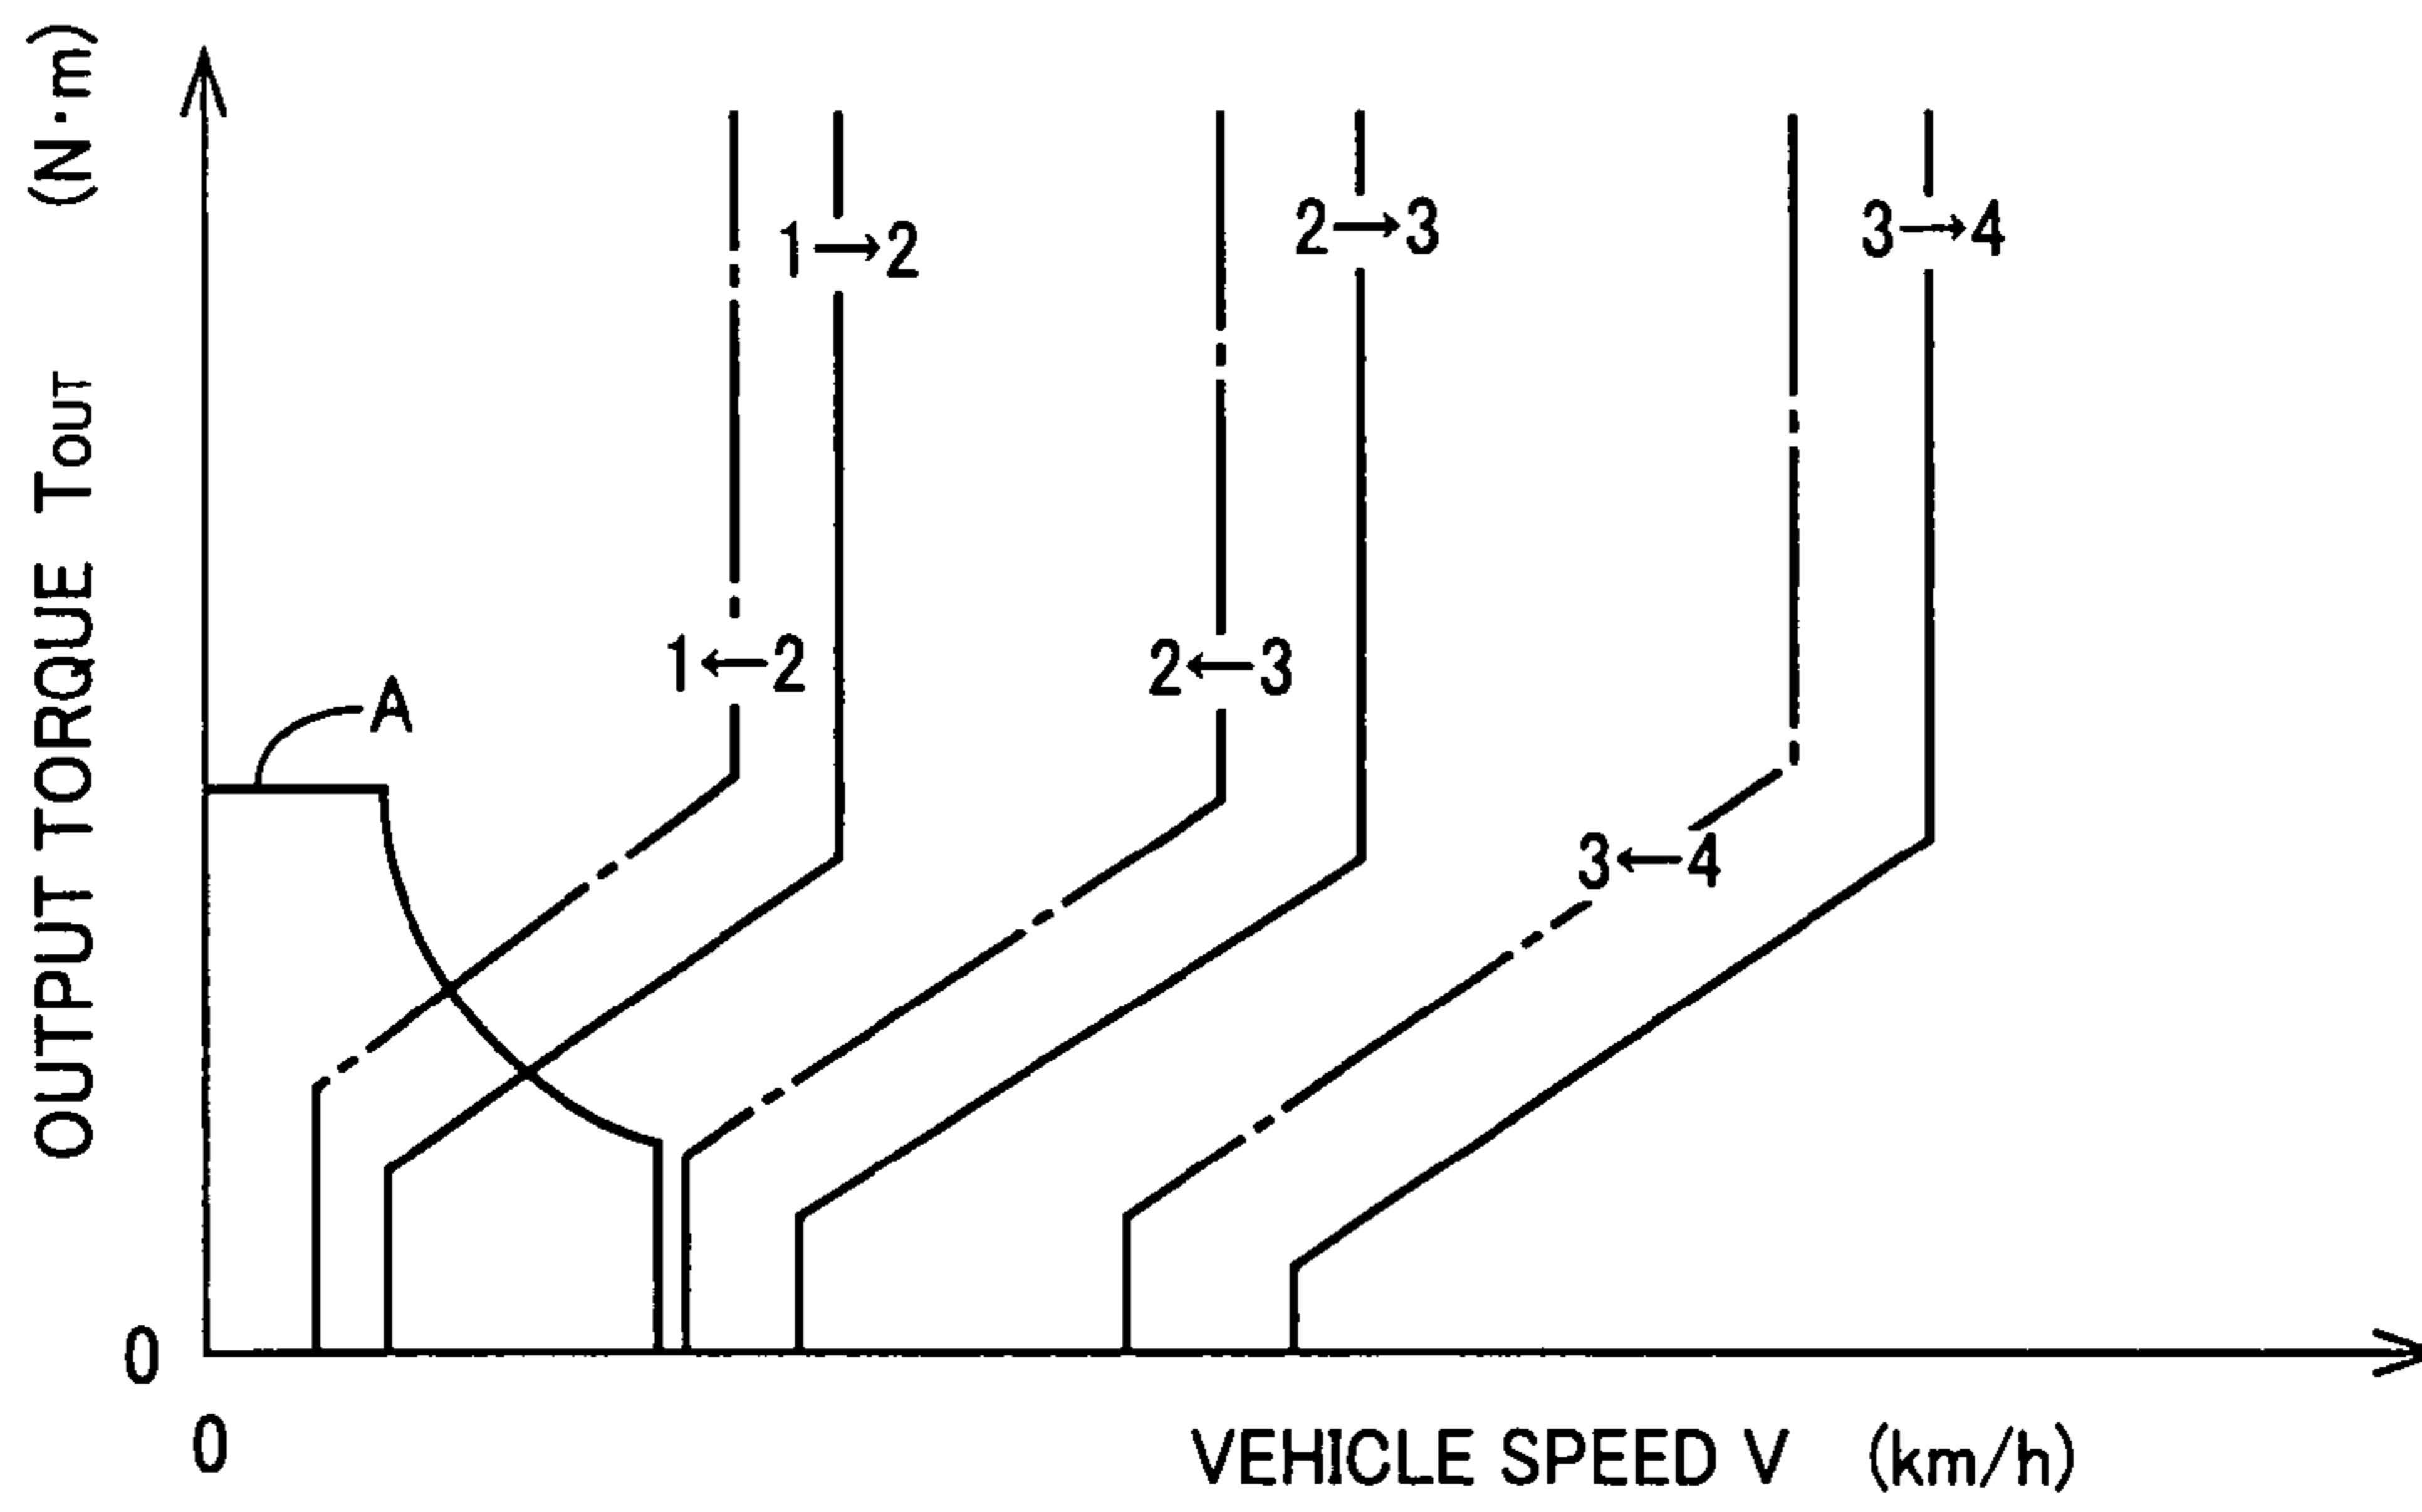 OUTPUT TORQUE TOUT (N·m)
1→2
2→3
3→4
1←2
2←3
A
3←4
0
0
VEHICLE SPEED V (km/h)